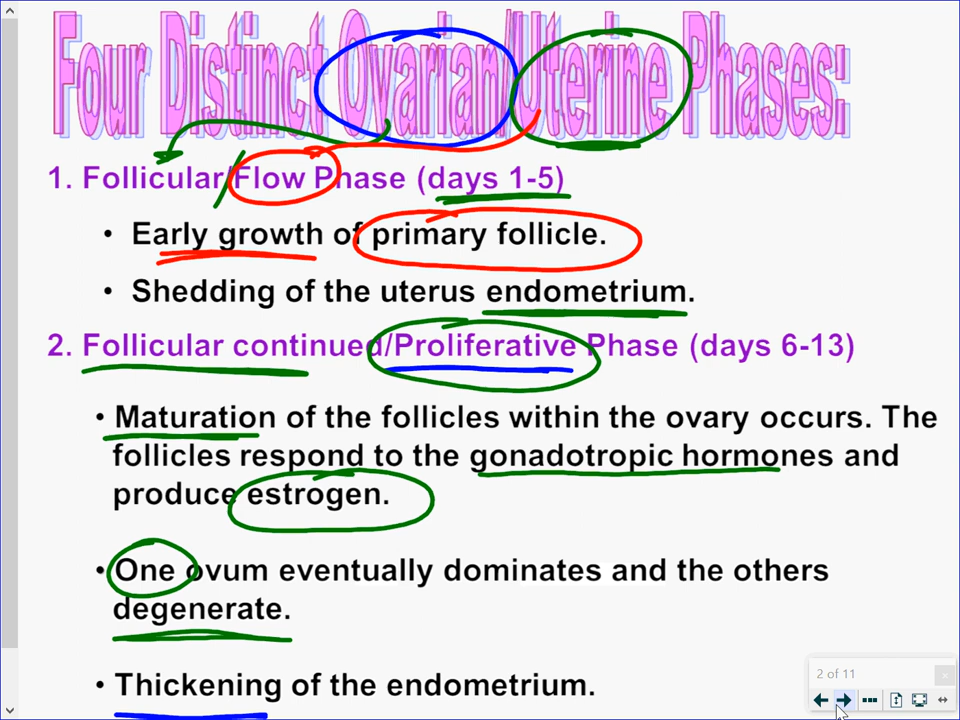 Four Distinct Ovarian/Uterine Phases:
1. Follicular/Flow Phase (days 1-5)
• Early growth of primary follicle.
• Shedding of the uterus endometrium.
2. Follicular continued/Proliferative Phase (days 6-13)
• Maturation of the follicles within the ovary occurs. The
follicles respond to the gonadotropic hormones and
produce estrogen.
• One ovum eventually dominates and the others
degenerate.
• Thickening of the endometrium.
2 of 11